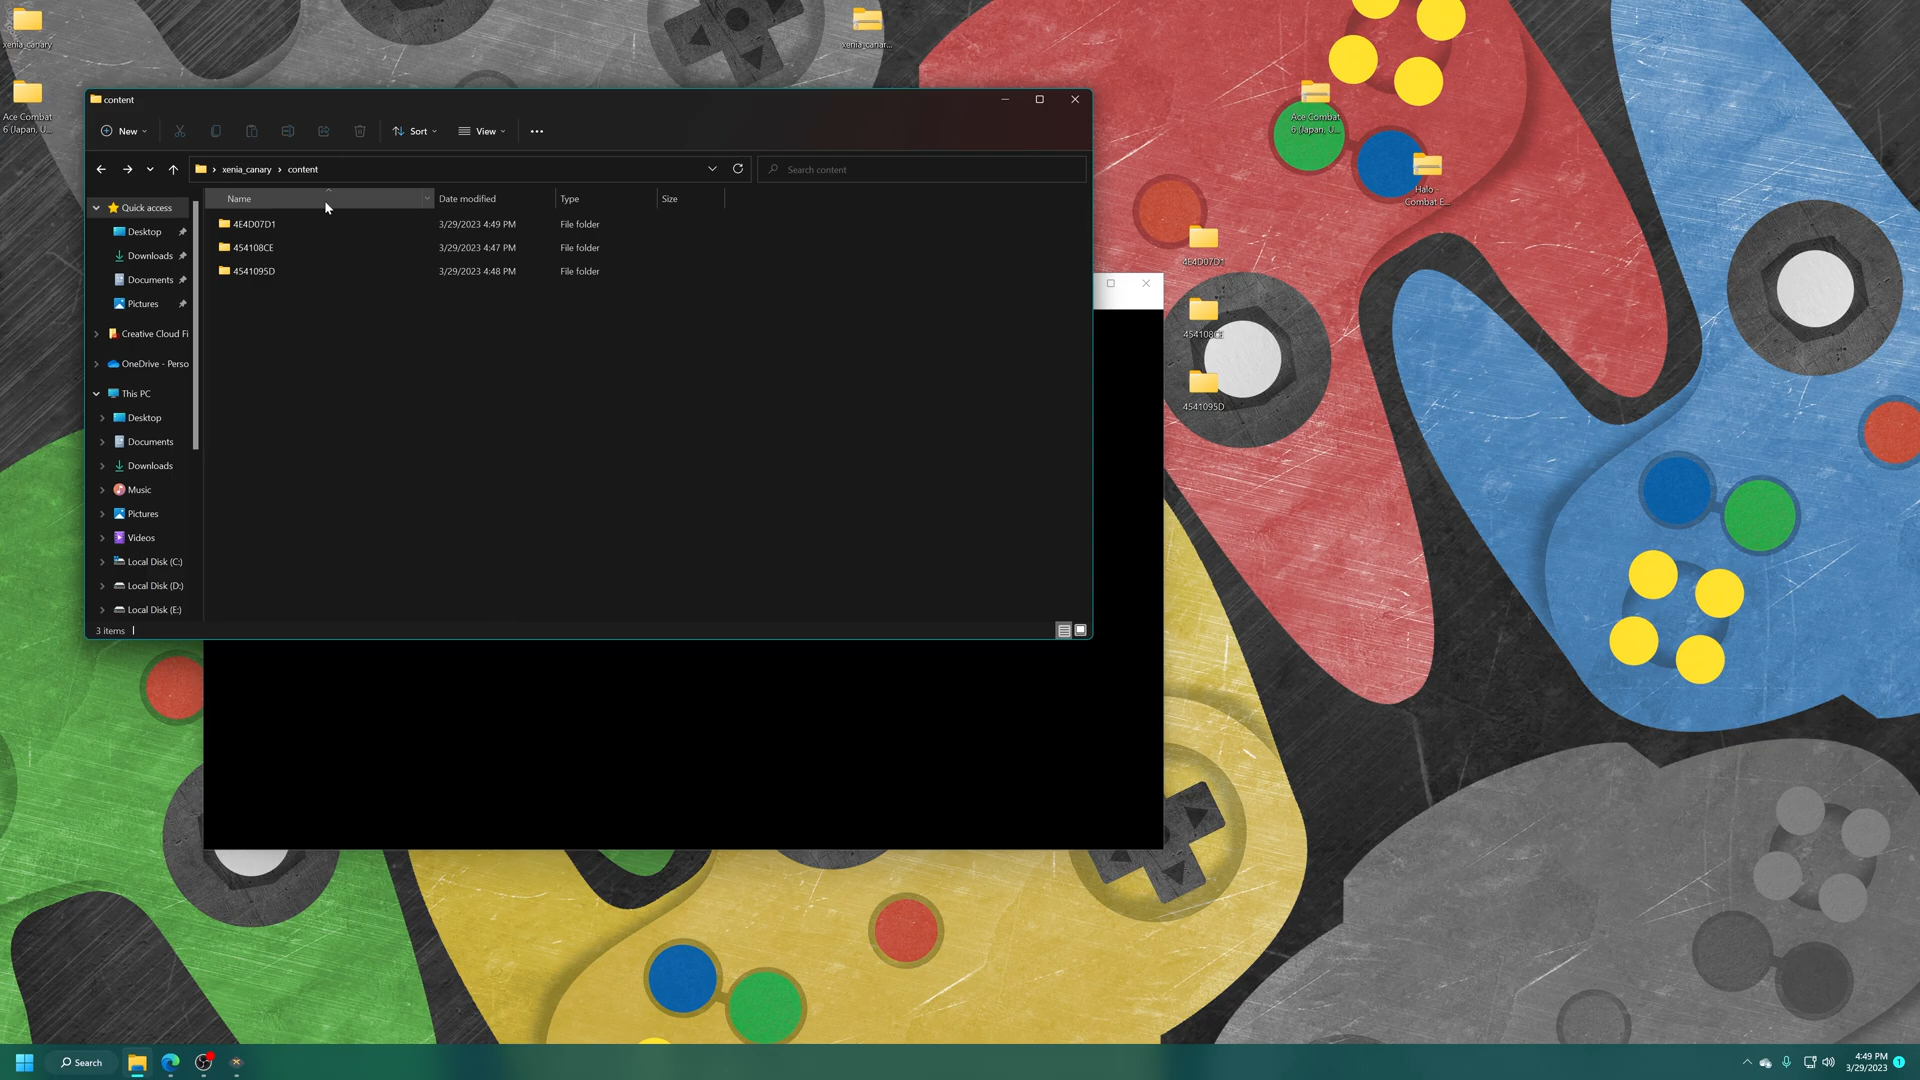 xenia_canary
xenia_canar...
Ace Combat
6 (Japan, U...
Ace Combat
6 (Japan, U...
Halo -
Combat E...
4E4D07D1
454108CE
4541095D
content
New
Sort
View
xenia_canary > content
Search content
Name Date modified Type Size
4E4D07D1 3/29/2023 4:49 PM File folder
454108CE 3/29/2023 4:47 PM File folder
4541095D 3/29/2023 4:48 PM File folder
Quick access
Desktop
Downloads
Documents
Pictures
Creative Cloud Fi
OneDrive - Perso
This PC
Desktop
Documents
Downloads
Music
Pictures
Videos
Local Disk (C:)
Local Disk (D:)
Local Disk (E:)
3 items
Search
4:49 PM
3/29/2023
1